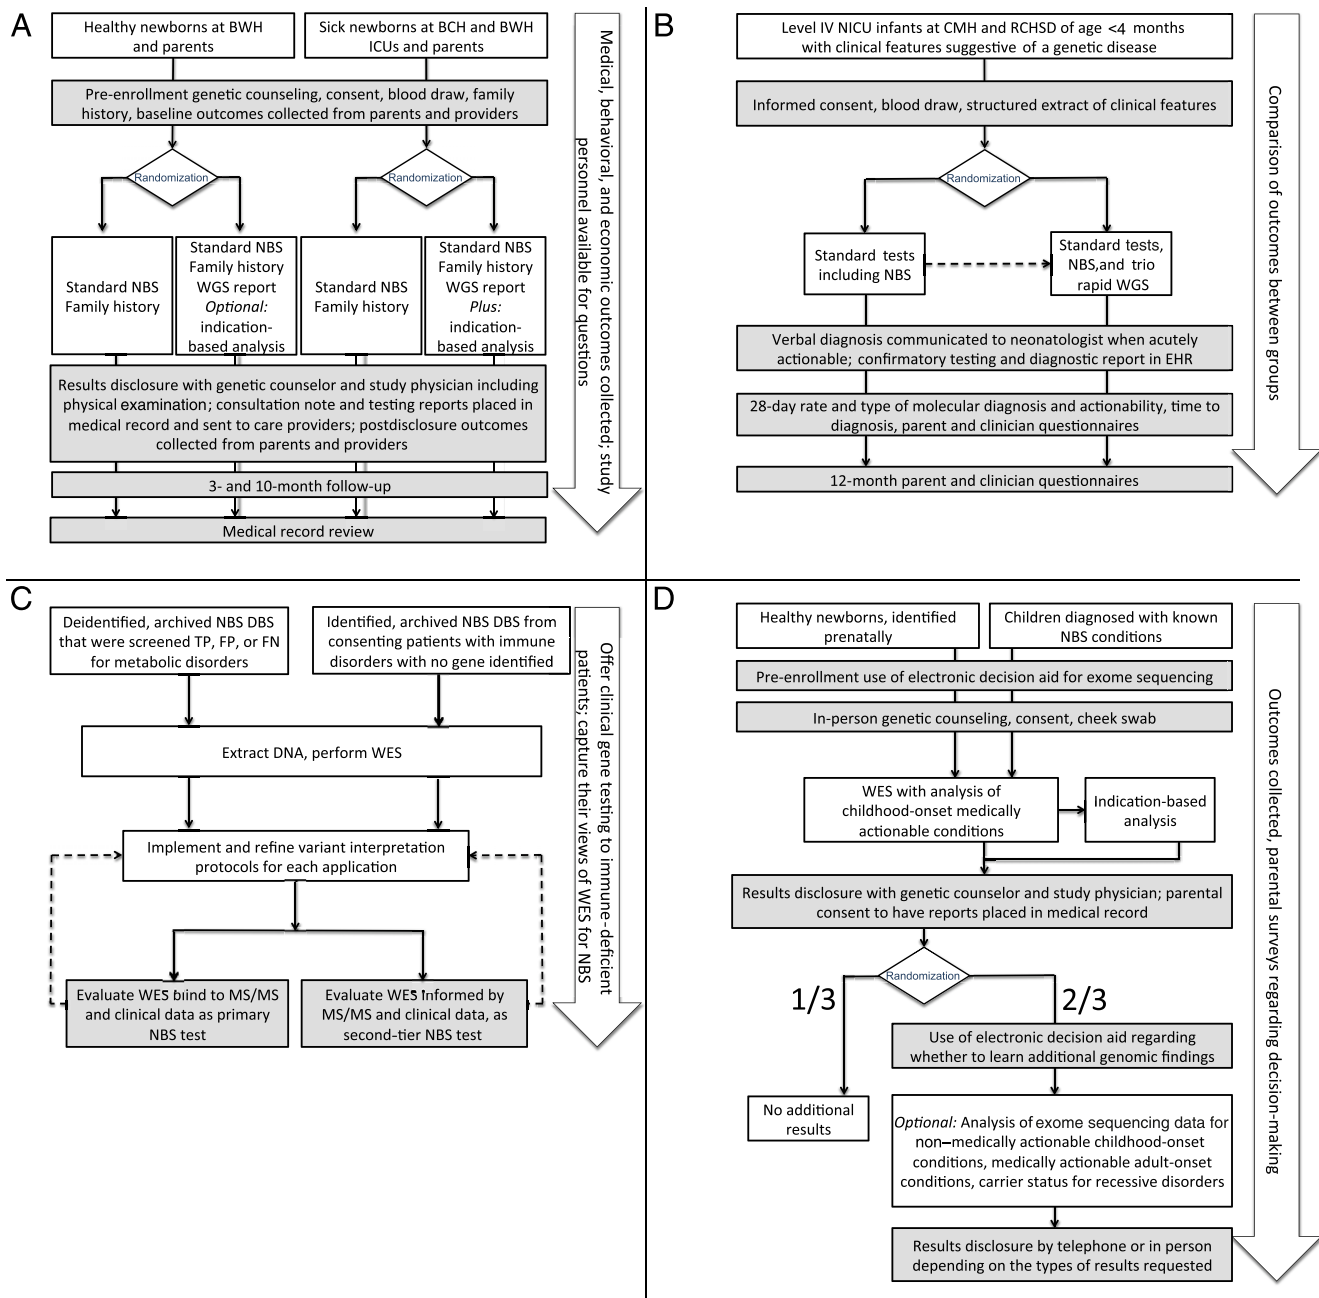 A
Healthy newborns at BWH
and parents
Sick newborns at BCH and BWH
ICUs and parents
Pre-enrollment genetic counseling, consent, blood draw, family
history, baseline outcomes collected from parents and providers
Randomization
Randomization
Standard NBS
Family history
Standard NBS
Family history
WGS report
Optional:
indication-
based analysis
Standard NBS
Family history
Standard NBS
Family history
WGS report
Plus:
indication-
based analysis
Results disclosure with genetic counselor and study physician including
physical examination; consultation note and testing reports placed in
medical record and sent to care providers; postdisclosure outcomes
collected from parents and providers
3- and 10-month follow-up
Medical record review
Medical, behavioral, and economic outcomes collected; study
personnel available for questions
B
Level IV NICU infants at CMH and RCHSD of age <4 months
with clinical features suggestive of a genetic disease
Informed consent, blood draw, structured extract of clinical features
Randomization
Standard tests
including NBS
Standard tests,
NBS,and trio
rapid WGS
Verbal diagnosis communicated to neonatologist when acutely
actionable; confirmatory testing and diagnostic report in EHR
28-day rate and type of molecular diagnosis and actionability, time to
diagnosis, parent and clinician questionnaires
12-month parent and clinician questionnaires
Comparison of outcomes between groups
C
Deidentified, archived NBS DBS
that were screened TP, FP, or FN
for metabolic disorders
Identified, archived NBS DBS from
consenting patients with immune
disorders with no gene identified
Extract DNA, perform WES
Implement and refine variant interpretation
protocols for each application
Evaluate WES blind to MS/MS
and clinical data as primary
NBS test
Evaluate WES informed by
MS/MS and clinical data, as
second-tier NBS test
Offer clinical gene testing to immune-deficient
patients; capture their views of WES for NBS
D
Healthy newborns, identified
prenatally
Children diagnosed with known
NBS conditions
Pre-enrollment use of electronic decision aid for exome sequencing
In-person genetic counseling, consent, cheek swab
WES with analysis of
childhood-onset medically
actionable conditions
Indication-based
analysis
Results disclosure with genetic counselor and study physician; parental
consent to have reports placed in medical record
Randomization
1/3
2/3
Use of electronic decision aid regarding
whether to learn additional genomic findings
No additional
results
Optional: Analysis of exome sequencing data for
non–medically actionable childhood-onset
conditions, medically actionable adult-onset
conditions, carrier status for recessive disorders
Results disclosure by telephone or in person
depending on the types of results requested
Outcomes collected, parental surveys regarding decision-making